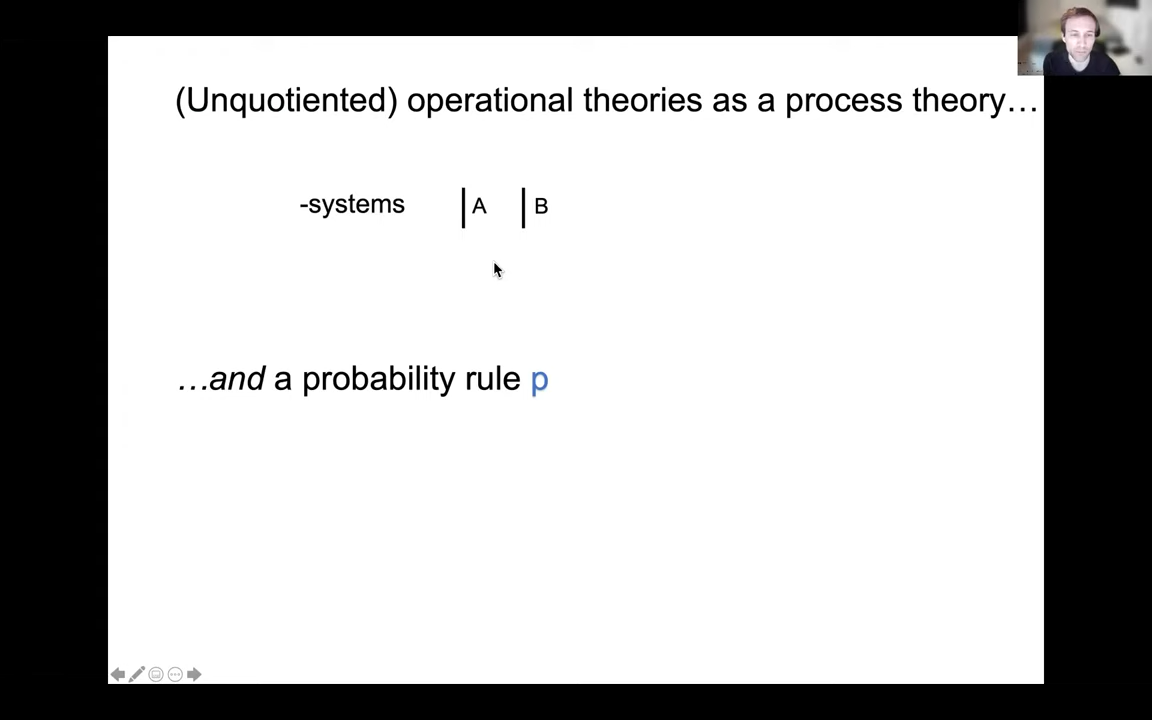 (Unquotiented) operational theories as a process theory…
-systems A B
…and a probability rule p